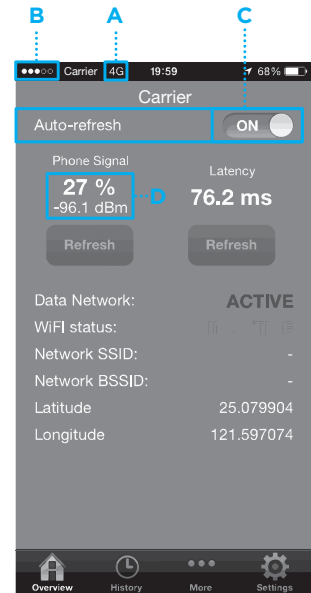 B A C
Carrier 4G 19:59 68%
Carrier
Auto-refresh ON
Phone Signal Latency
27 % 76.2 ms
-96.1 dBm D
Refresh Refresh
Data Network: ACTIVE
WiFI status:
Network SSID: -
Network BSSID: -
Latitude 25.079904
Longitude 121.597074
Overview History More Settings